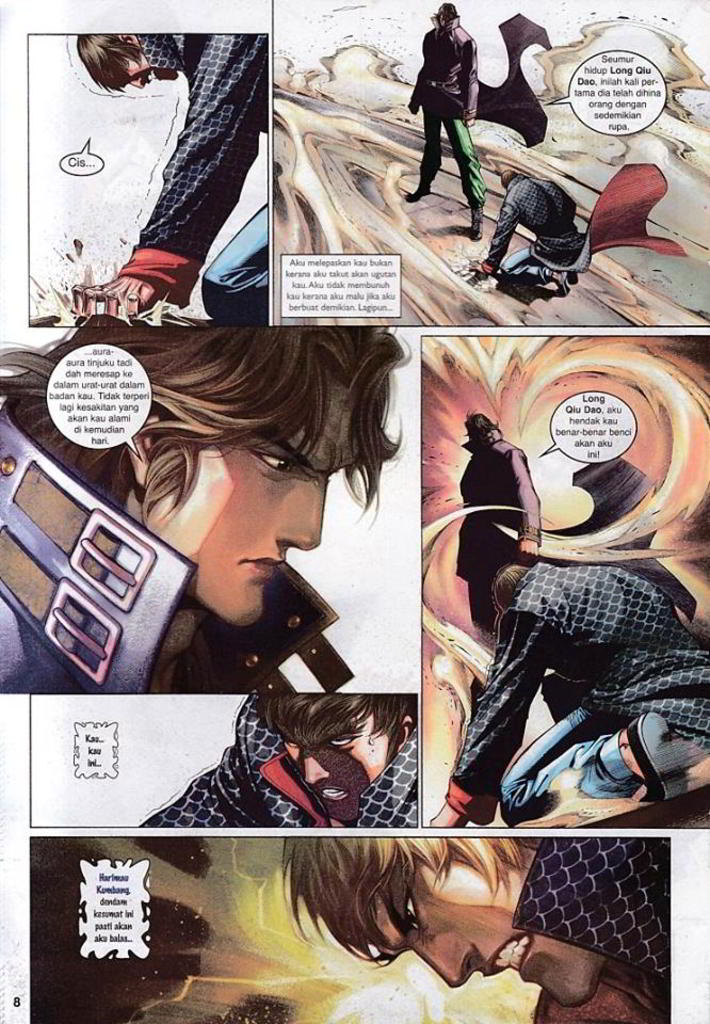 Cis...
Seumur
hidup Long Qiu
Dao, inilah kali per-
tama dia telah dihina
orang dengan
sedemikian
rupa.
Aku melepaskan kau bukan
kerana aku takut akan ugutan
kau. Aku tidak membunuh
kau kerana aku malu jika aku
berbuat demikian. Lagipun...
...aura-
aura tinjuku tadi
dah meresap ke
dalam urat-urat dalam
badan kau. Tidak terperi
lagi kesakitan yang
akan kau alami
di kemudian
hari.
Long
Qiu Dao, aku
hendak kau
benar-benar benci
akan aku
ini!
Kau...
kau
ini...
Harimau
Kumbang,
dendam
kesumat ini
pasti akan
aku balas...
8